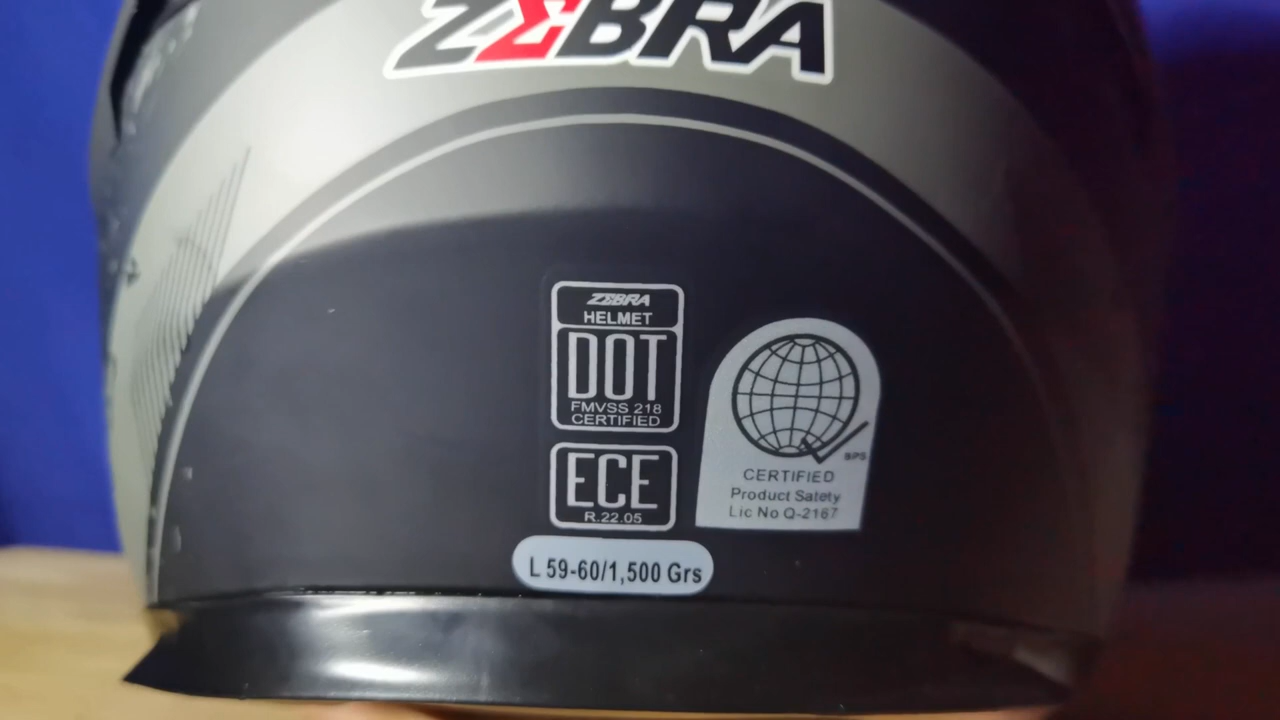 ZEBRA
ZEBRA
HELMET
DOT
FMVSS 218
CERTIFIED
ECE
R.22.05
BPS
CERTIFIED
Product Safety
Lic No Q-2167
L 59-60/1,500 Grs